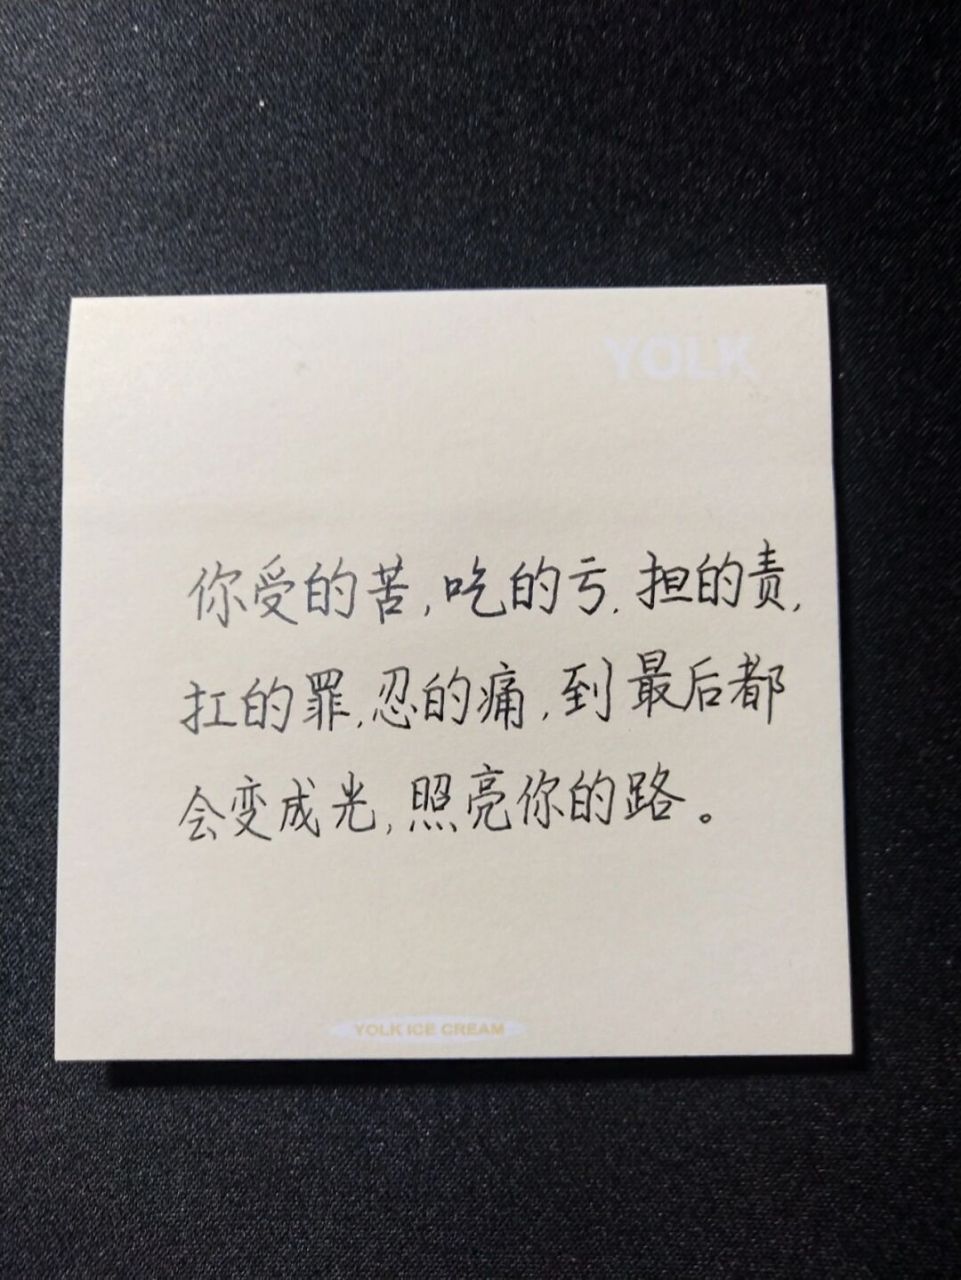 YOLK
你受的苦,吃的亏,担的责,
扛的罪,忍的痛,到最后都
会变成光,照亮你的路。
YOLK ICE CREAM